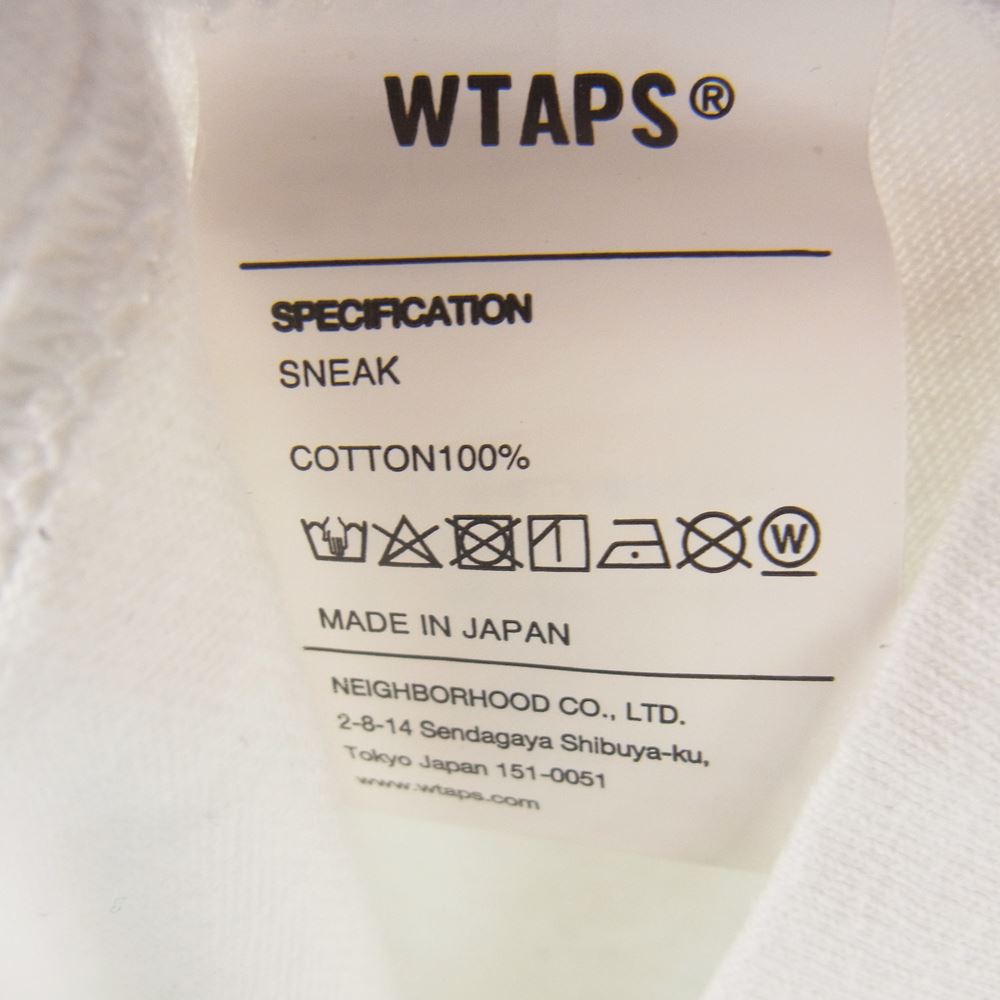 WTAPS®
SPECIFICATION
SNEAK
COTTON100%
W
MADE IN JAPAN
NEIGHBORHOOD CO., LTD.
2-8-14 Sendagaya Shibuya-ku,
Tokyo Japan 151-0051
www.wtaps.com